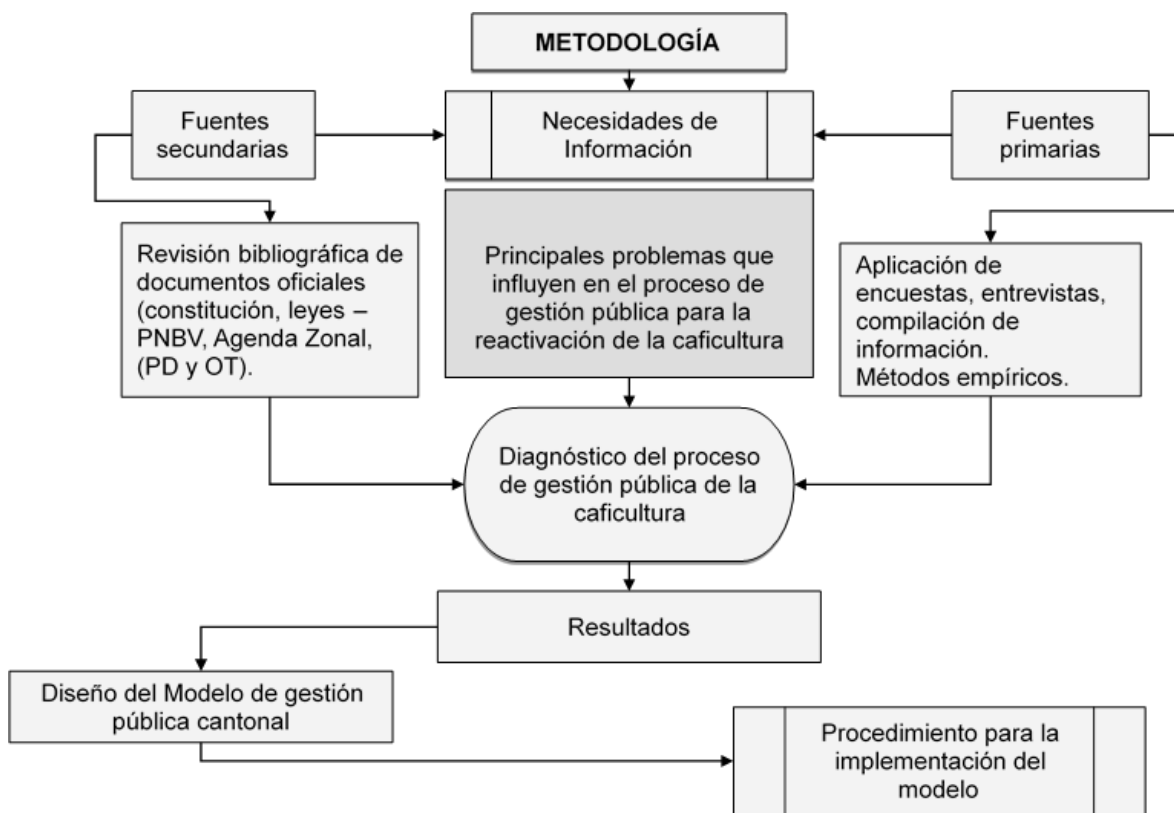 METODOLOGÍA
Fuentes
secundarias
Necesidades de
Información
Fuentes
primarias
Revisión bibliográfica de
documentos oficiales
(constitución, leyes –
PNBV, Agenda Zonal,
(PD y OT).
Principales problemas que
influyen en el proceso de
gestión pública para la
reactivación de la caficultura
Aplicación de
encuestas, entrevistas,
compilación de
información.
Métodos empíricos.
Diagnóstico del proceso
de gestión pública de la
caficultura
Resultados
Diseño del Modelo de gestión
pública cantonal
Procedimiento para la
implementación del
modelo